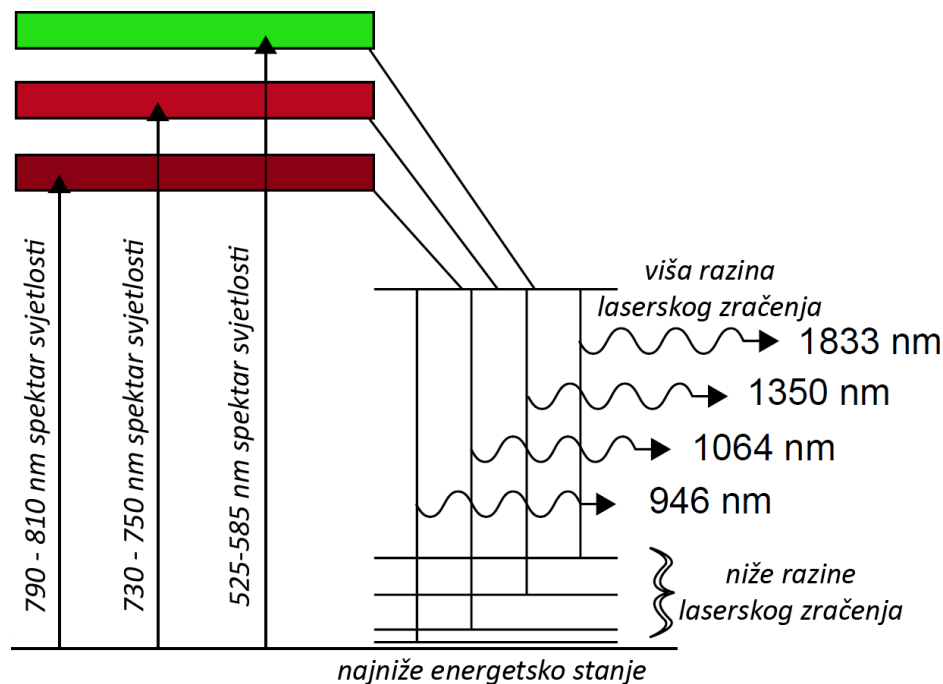 790 - 810 nm spektar svjetlosti
730 - 750 nm spektar svjetlosti
525-585 nm spektar svjetlosti
viša razina
laserskog zračenja
1833 nm
1350 nm
1064 nm
946 nm
niže razine
laserskog zračenja
najniže energetsko stanje